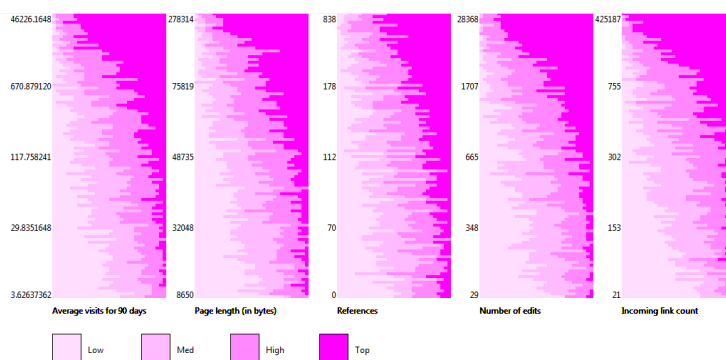 46226.1648
670.879120
117.758241
29.8351648
3.62637362
Average visits for 90 days
278314
75819
48735
32048
8650
Page length (in bytes)
838
178
112
70
0
References
28368
1707
665
348
29
Number of edits
425187
755
302
153
21
Incoming link count
Low
Med
High
Top